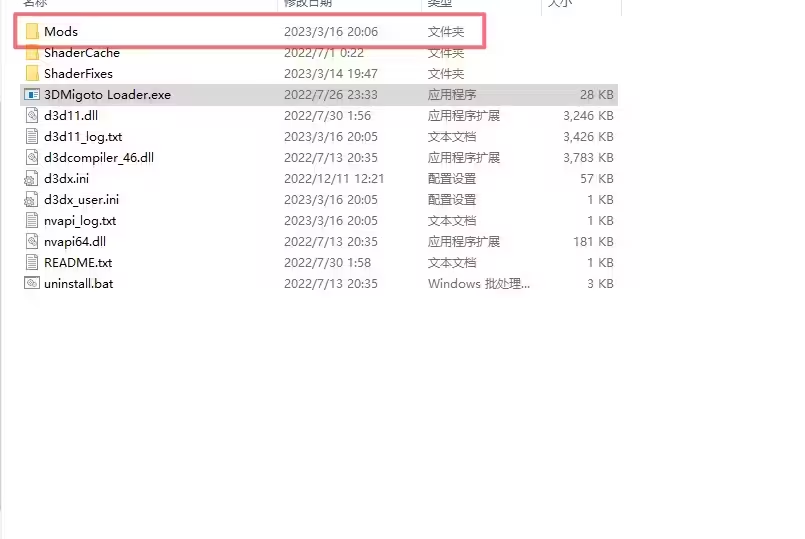 名称 修改日期 类型 大小
Mods 2023/3/16 20:06 文件夹
ShaderCache 2022/7/1 0:22 文件夹
ShaderFixes 2023/3/14 19:47 文件夹
3DMigoto Loader.exe 2022/7/26 23:33 应用程序 28 KB
d3d11.dll 2022/7/30 1:56 应用程序扩展 3,246 KB
d3d11_log.txt 2023/3/16 20:05 文本文档 3,426 KB
d3dcompiler_46.dll 2022/7/13 20:35 应用程序扩展 3,783 KB
d3dx.ini 2022/12/11 12:21 配置设置 57 KB
d3dx_user.ini 2023/3/16 20:05 配置设置 1 KB
nvapi_log.txt 2023/3/16 20:05 文本文档 1 KB
nvapi64.dll 2022/7/13 20:35 应用程序扩展 181 KB
README.txt 2022/7/30 1:58 文本文档 1 KB
uninstall.bat 2022/7/13 20:35 Windows 批处理... 3 KB